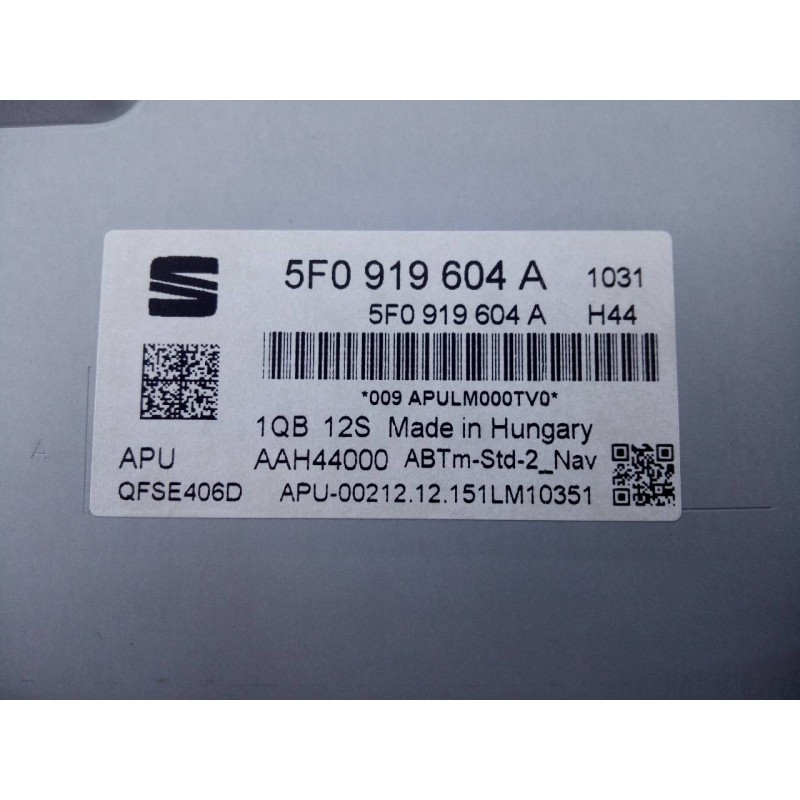 5F0 919 604 A 1031
5F0 919 604 A H44
*009 APULM000TV0*
1QB 12S Made in Hungary
APU AAH44000 ABTm-Std-2_Nav
QFSE406D APU-00212.12.151LM10351
A